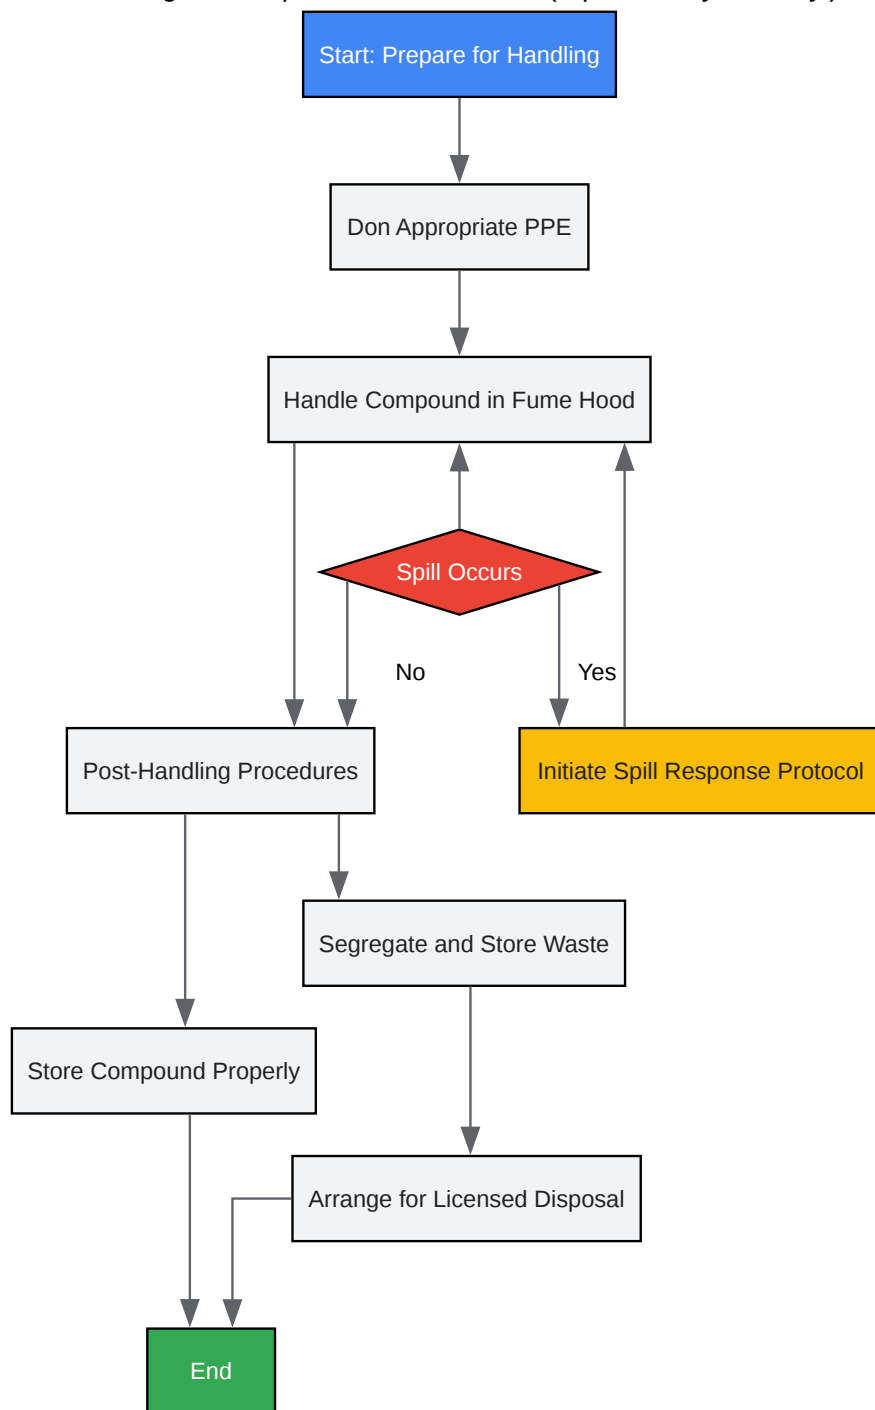 Start: Prepare for Handling
Don Appropriate PPE
Handle Compound in Fume Hood
Spill Occurs
No
Yes
Post-Handling Procedures
Initiate Spill Response Protocol
Segregate and Store Waste
Store Compound Properly
Arrange for Licensed Disposal
End